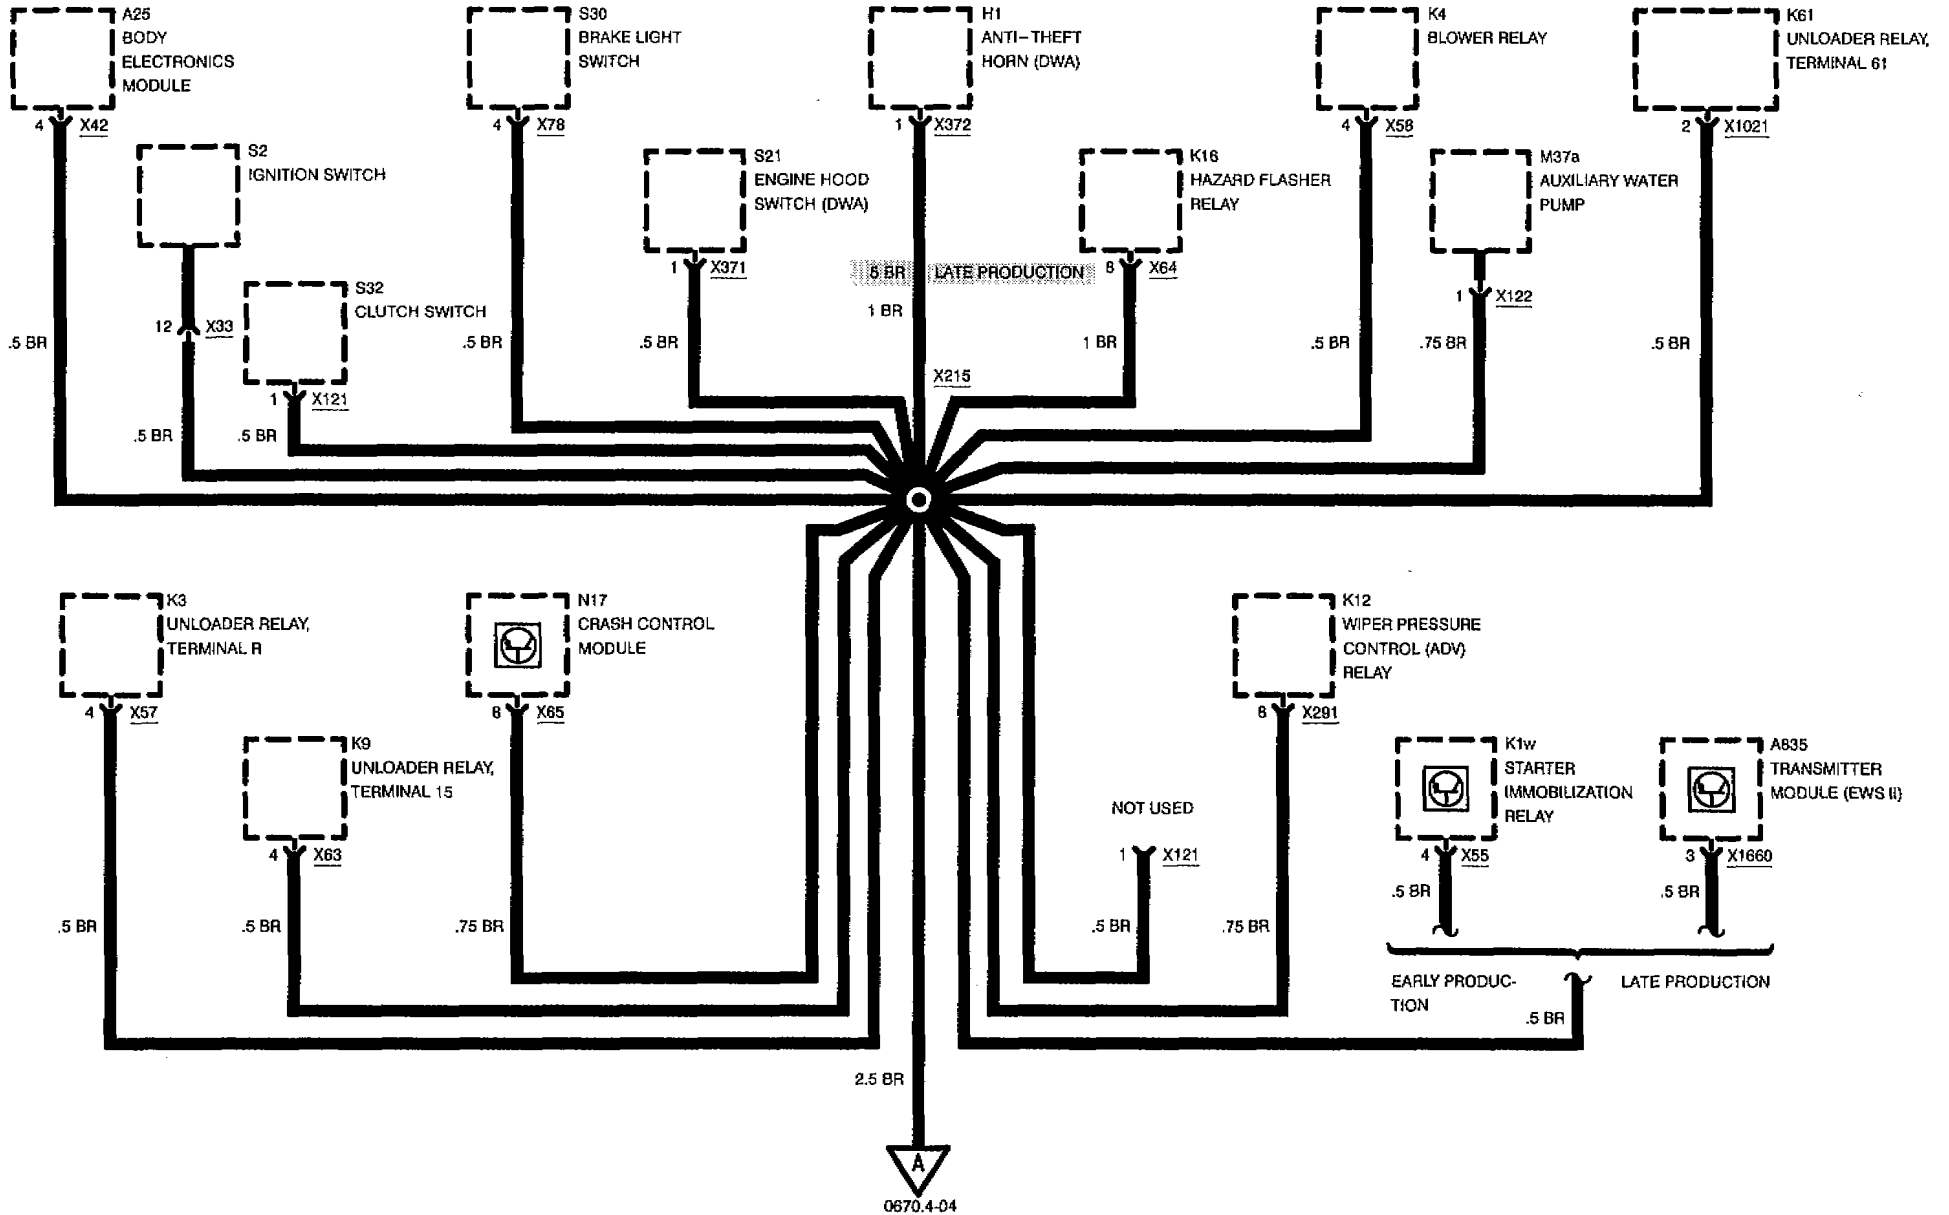 A25
BODY
ELECTRONICS
MODULE
4 X42
.5 BR
S2
IGNITION SWITCH
12 X33
.5 BR
S32
CLUTCH SWITCH
1 X121
.5 BR
S30
BRAKE LIGHT
SWITCH
4 X78
.5 BR
S21
ENGINE HOOD
SWITCH (DWA)
1 X371
.5 BR
H1
ANTI-THEFT
HORN (DWA)
1 X372
.5 BR LATE PRODUCTION
1 BR
X215
K16
HAZARD FLASHER
RELAY
8 X64
1 BR
K4
BLOWER RELAY
4 X58
.5 BR
M37a
AUXILIARY WATER
PUMP
1 X122
.75 BR
K61
UNLOADER RELAY,
TERMINAL 61
2 X1021
.5 BR
K3
UNLOADER RELAY,
TERMINAL R
4 X57
.5 BR
K9
UNLOADER RELAY,
TERMINAL 15
4 X63
.5 BR
N17
CRASH CONTROL
MODULE
8 X65
.75 BR
NOT USED
1 X121
.5 BR
K12
WIPER PRESSURE
CONTROL (ADV)
RELAY
8 X291
.75 BR
K1w
STARTER
IMMOBILIZATION
RELAY
4 X55
.5 BR
A835
TRANSMITTER
MODULE (EWS II)
3 X1660
.5 BR
EARLY PRODUC-
TION
LATE PRODUCTION
.5 BR
2.5 BR
A
0670.4-04